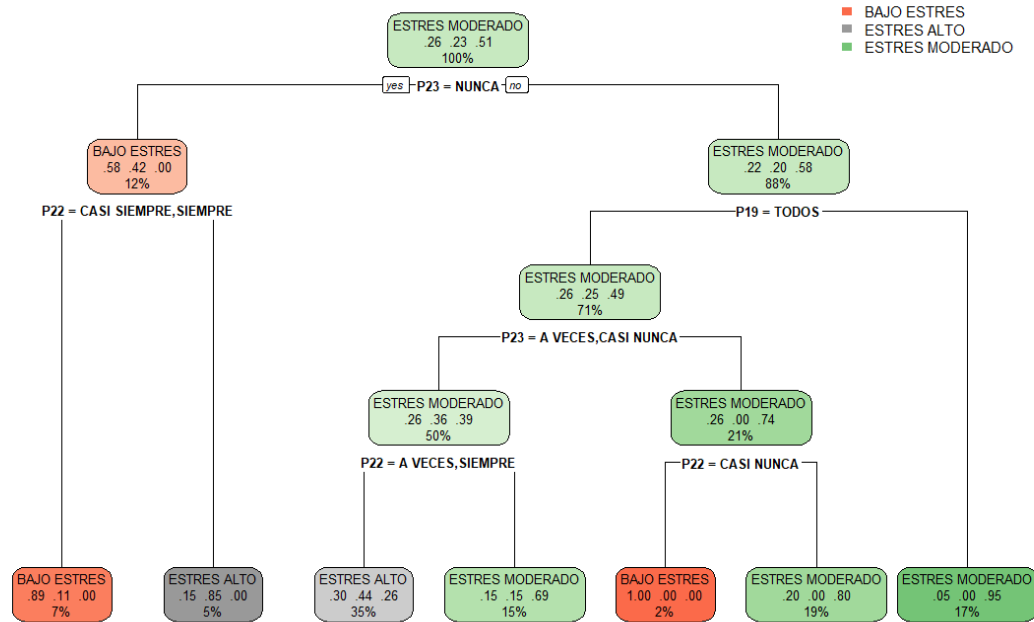 BAJO ESTRES
ESTRES ALTO
ESTRES MODERADO
ESTRES MODERADO
.26 .23 .51
100%
yes P23 = NUNCA no
BAJO ESTRES
.58 .42 .00
12%
ESTRES MODERADO
.22 .20 .58
88%
P22 = CASI SIEMPRE,SIEMPRE
P19 = TODOS
ESTRES MODERADO
.26 .25 .49
71%
P23 = A VECES,CASI NUNCA
ESTRES MODERADO
.26 .36 .39
50%
ESTRES MODERADO
.26 .00 .74
21%
P22 = A VECES,SIEMPRE
P22 = CASI NUNCA
BAJO ESTRES
.89 .11 .00
7%
ESTRES ALTO
.15 .85 .00
5%
ESTRES ALTO
.30 .44 .26
35%
ESTRES MODERADO
.15 .15 .69
15%
BAJO ESTRES
1.00 .00 .00
2%
ESTRES MODERADO
.20 .00 .80
19%
ESTRES MODERADO
.05 .00 .95
17%